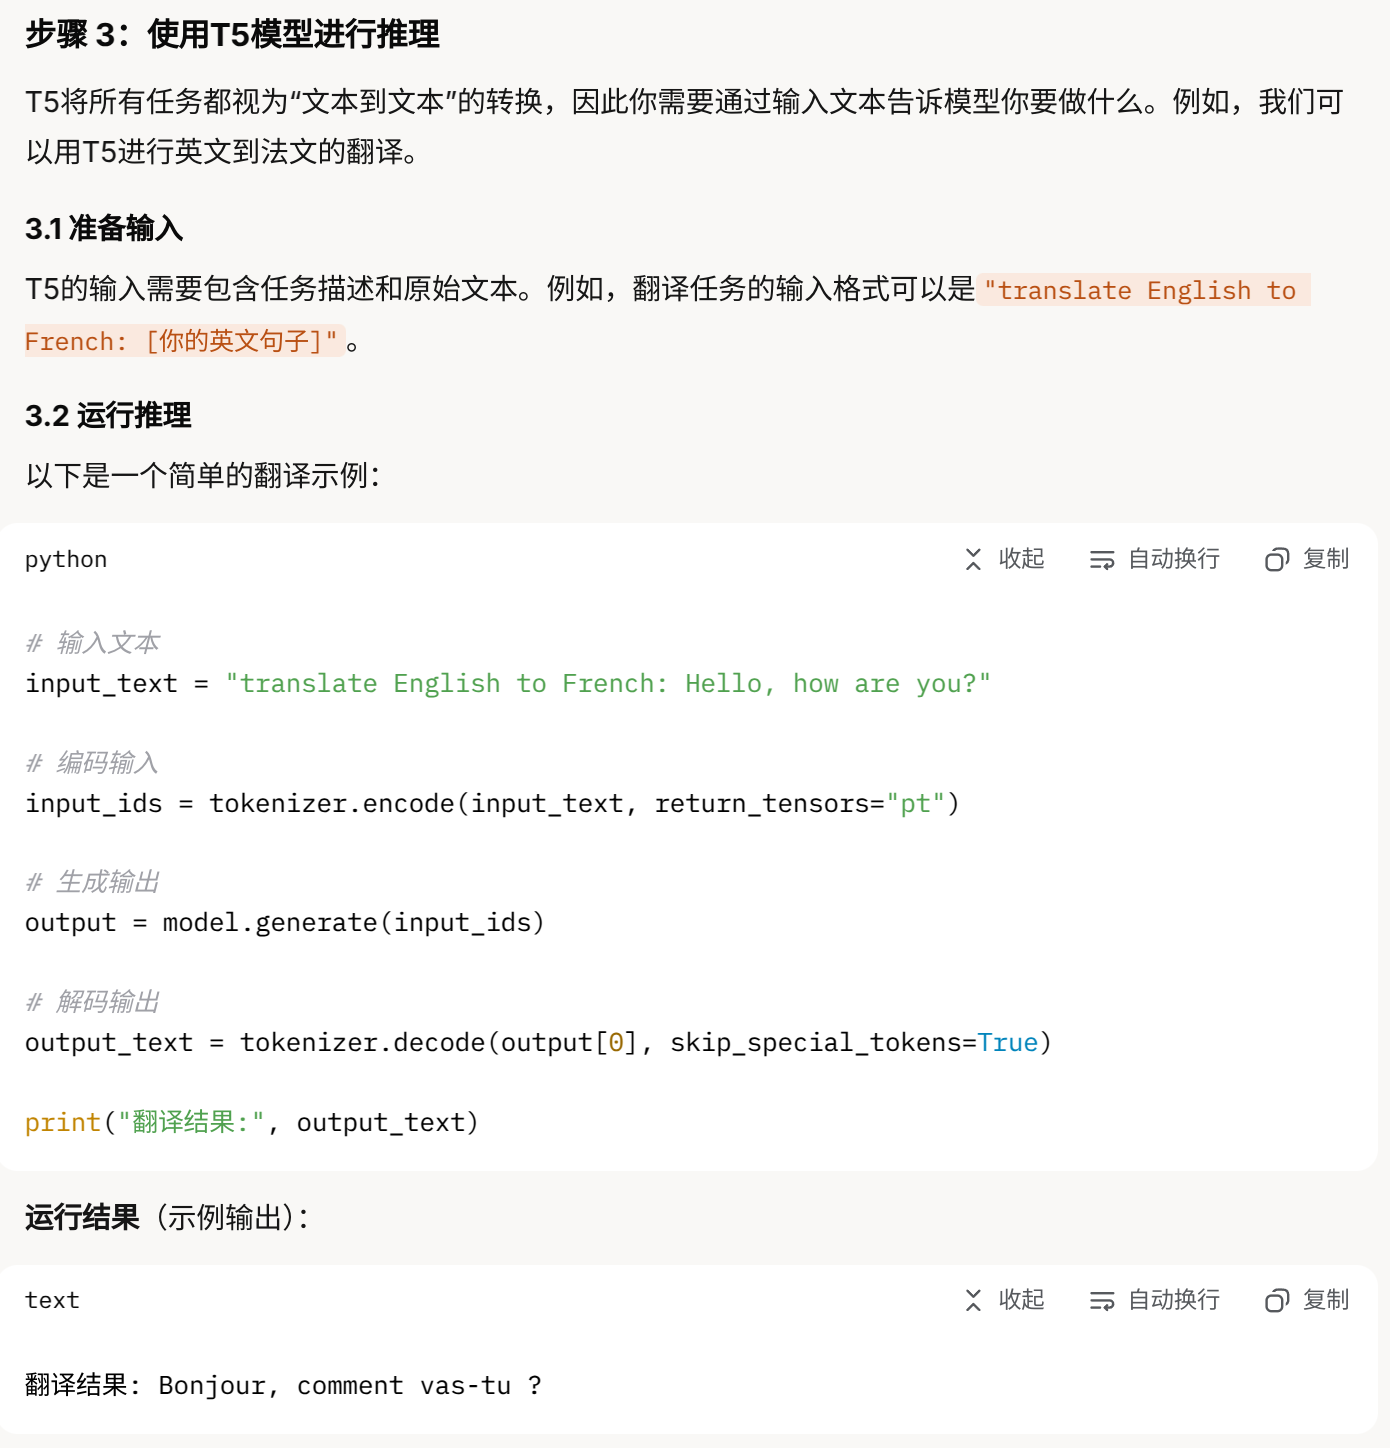 步骤 3：使用T5模型进行推理
T5将所有任务都视为“文本到文本”的转换，因此你需要通过输入文本告诉模型你要做什么。例如，我们可
以用T5进行英文到法文的翻译。
3.1 准备输入
T5的输入需要包含任务描述和原始文本。例如，翻译任务的输入格式可以是"translate English to
French: [你的英文句子]"。
3.2 运行推理
以下是一个简单的翻译示例：
python 收起 自动换行 复制
# 输入文本
input_text = "translate English to French: Hello, how are you?"
# 编码输入
input_ids = tokenizer.encode(input_text, return_tensors="pt")
# 生成输出
output = model.generate(input_ids)
# 解码输出
output_text = tokenizer.decode(output[0], skip_special_tokens=True)
print("翻译结果:", output_text)
运行结果（示例输出）：
text 收起 自动换行 复制
翻译结果: Bonjour, comment vas-tu ?